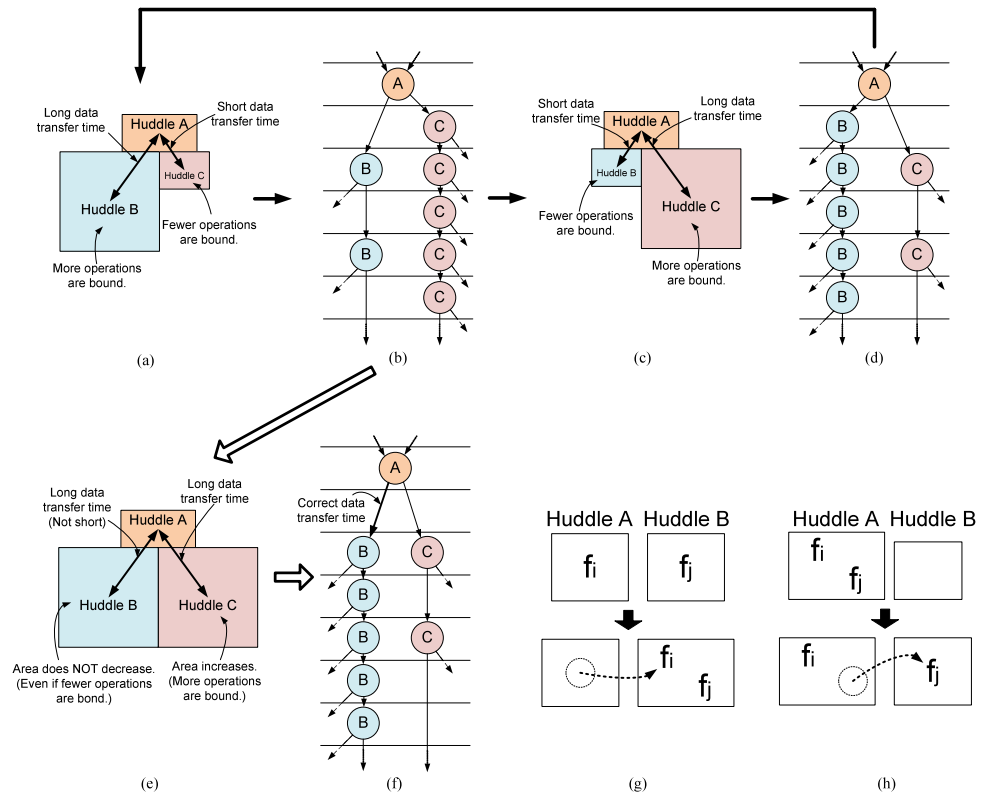 Long data
transfer time
Huddle A
Short data
transfer time
Huddle C
Huddle B
Fewer operations
are bound.
More operations
are bound.
(a)
A
C
B
C
C
B
C
C
(b)
Short data
transfer time
Huddle A
Long data
transfer time
Huddle B
Huddle C
Fewer operations
are bound.
More operations
are bound.
(c)
A
B
B
C
B
B
C
B
(d)
Long data
transfer time
(Not short)
Huddle A
Long data
transfer time
Huddle B
Huddle C
Area does NOT decrease.
(Even if fewer operations
are bond.)
Area increases.
(More operations
are bound.)
(e)
A
Correct data
transfer time
B
C
B
B
C
B
B
(f)
Huddle A
Huddle B
fi
fj
fi
fj
(g)
Huddle A
Huddle B
fi
fj
fi
fj
(h)